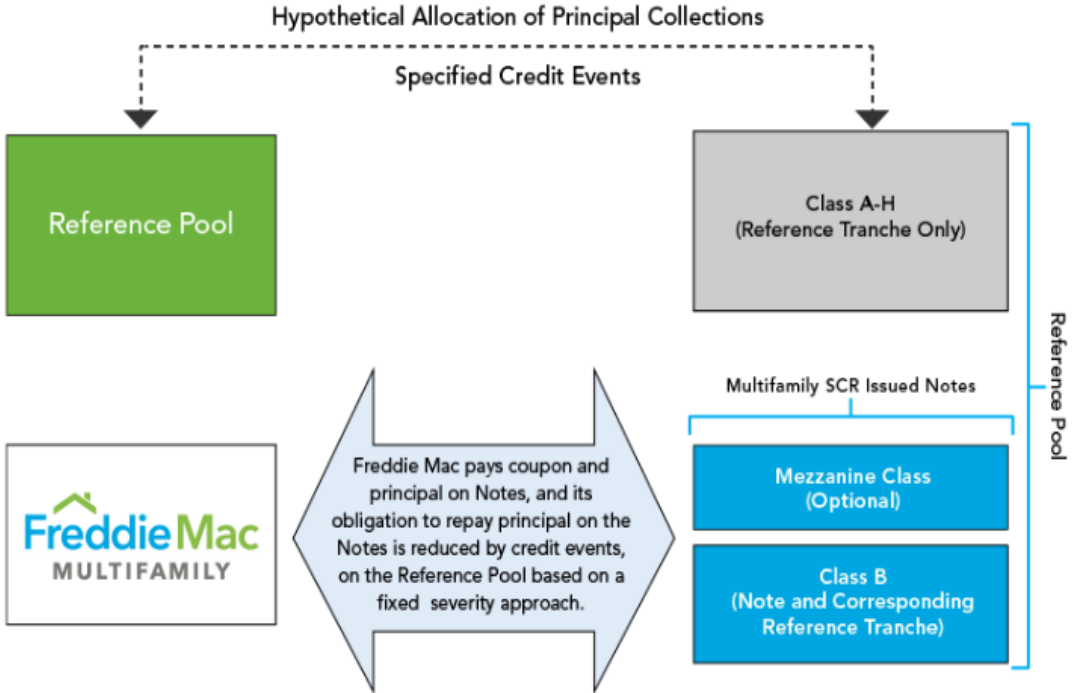 Hypothetical Allocation of Principal Collections
Specified Credit Events
Reference Pool
Class A-H
(Reference Tranche Only)
Reference Pool
Multifamily SCR Issued Notes
Freddie Mac
MULTIFAMILY
Freddie Mac pays coupon and
principal on Notes, and its
obligation to repay principal on the
Notes is reduced by credit events,
on the Reference Pool based on a
fixed severity approach.
Mezzanine Class
(Optional)
Class B
(Note and Corresponding
Reference Tranche)